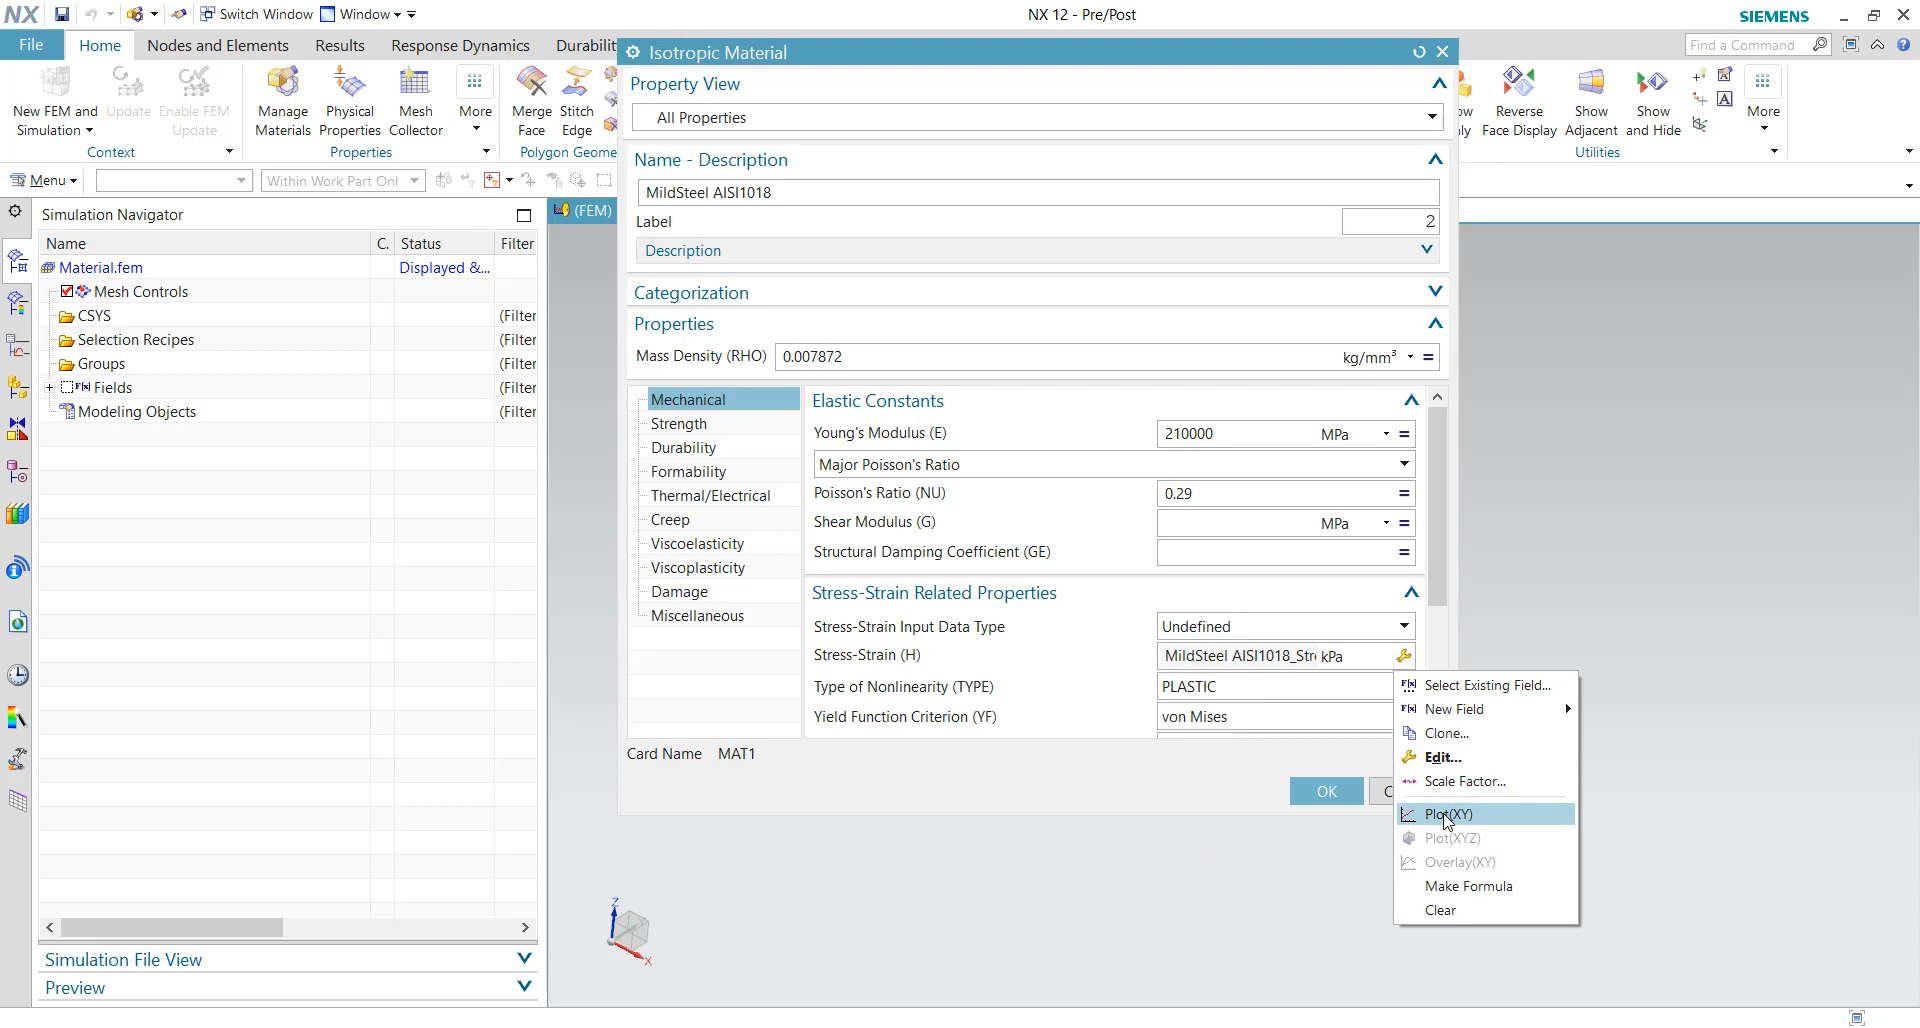 NX Switch Window Window NX 12 - Pre/Post SIEMENS
File Home Nodes and Elements Results Response Dynamics Durabilit Find a Command
New FEM and Simulation
Update
Enable FEM Update
Context
Manage Materials
Physical Properties
Mesh Collector
More
Properties
Merge Face
Stitch Edge
Polygon Geome
Reverse Face Display
Show Adjacent
Show and Hide
More
Utilities
Menu Within Work Part Onl
Simulation Navigator
Name C. Status Filter
Material.fem Displayed &...
Mesh Controls
CSYS (Filter
Selection Recipes (Filter
Groups (Filter
Fields (Filter
Modeling Objects (Filter
Simulation File View
Preview
(FEM)
Isotropic Material
Property View
All Properties
Name - Description
MildSteel AISI1018
Label 2
Description
Categorization
Properties
Mass Density (RHO) 0.007872 kg/mm³
Mechanical
Strength
Durability
Formability
Thermal/Electrical
Creep
Viscoelasticity
Viscoplasticity
Damage
Miscellaneous
Elastic Constants
Young's Modulus (E) 210000 MPa
Major Poisson's Ratio
Poisson's Ratio (NU) 0.29
Shear Modulus (G) MPa
Structural Damping Coefficient (GE)
Stress-Strain Related Properties
Stress-Strain Input Data Type Undefined
Stress-Strain (H) MildSteel AISI1018_Str kPa
Type of Nonlinearity (TYPE) PLASTIC
Yield Function Criterion (YF) von Mises
Card Name MAT1
OK C
Select Existing Field...
New Field
Clone...
Edit...
Scale Factor...
Plot(XY)
Plot(XYZ)
Overlay(XY)
Make Formula
Clear
Z
X